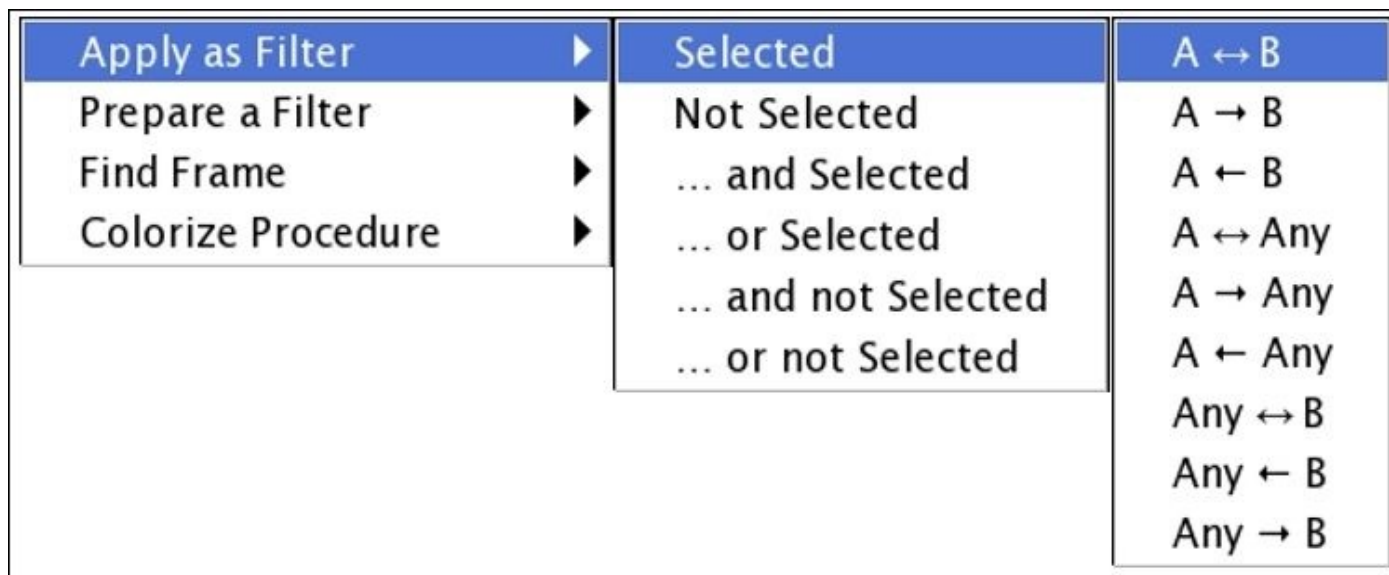 Apply as Filter
Prepare a Filter
Find Frame
Colorize Procedure
Selected
Not Selected
... and Selected
... or Selected
... and not Selected
... or not Selected
A ↔ B
A → B
A ← B
A ↔ Any
A → Any
A ← Any
Any ↔ B
Any ← B
Any → B